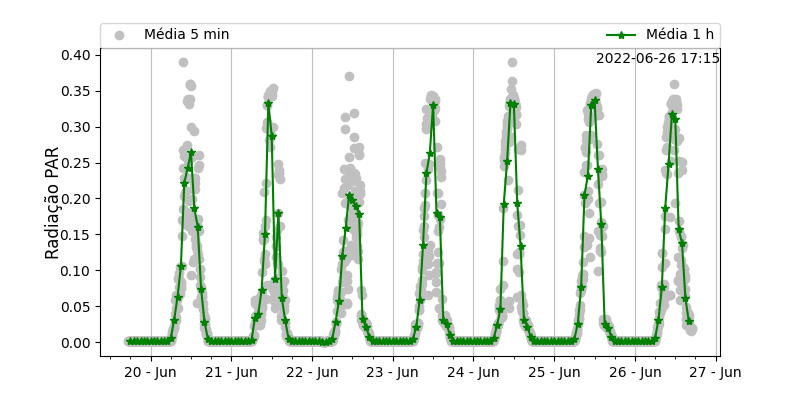 Média 5 min
Média 1 h
2022-06-26 17:15
Radiação PAR
0.40
0.35
0.30
0.25
0.20
0.15
0.10
0.05
0.00
20 - Jun
21 - Jun
22 - Jun
23 - Jun
24 - Jun
25 - Jun
26 - Jun
27 - Jun